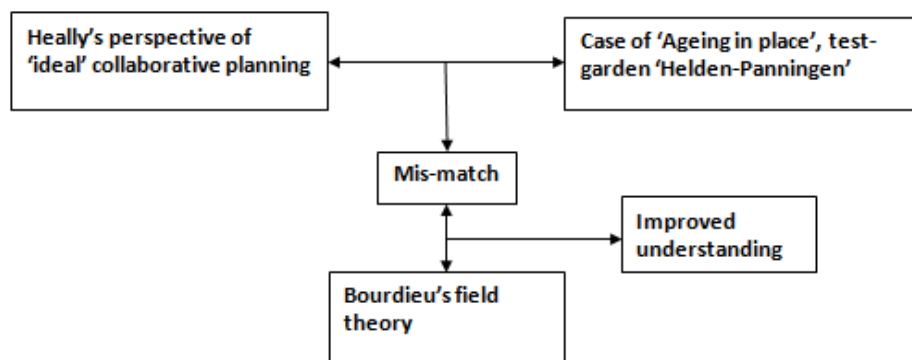 Heally's perspective of
'ideal' collaborative planning
Case of 'Ageing in place', test-
garden 'Helden-Panningen'
Mis-match
Improved
understanding
Bourdieu's field
theory